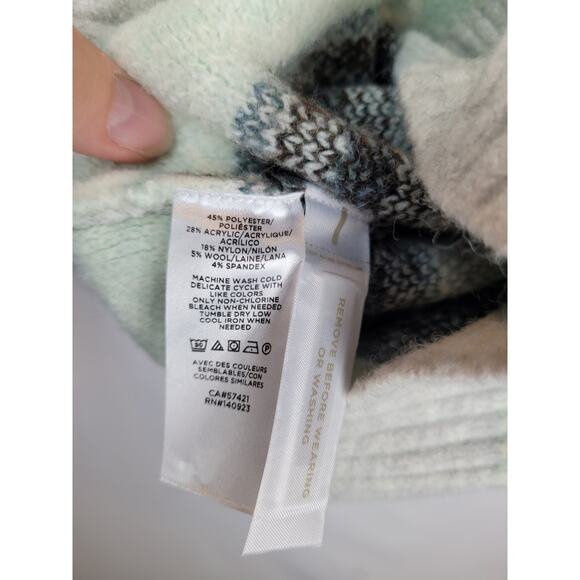 45% POLYESTER/
POLIÉSTER
28% ACRYLIC/ACRYLIQUE/
ACRÍLICO
18% NYLON/NILÓN
5% WOOL/LAINE/LANA
4% SPANDEX
MACHINE WASH COLD
DELICATE CYCLE WITH
LIKE COLORS
ONLY NON-CHLORINE
BLEACH WHEN NEEDED
TUMBLE DRY LOW
COOL IRON WHEN
NEEDED
30
P
AVEC DES COULEURS
SEMBLABLES/CON
COLORES SIMILARES
CA#57421
RN#140923
REMOVE BEFORE WEARING
OR WASHING